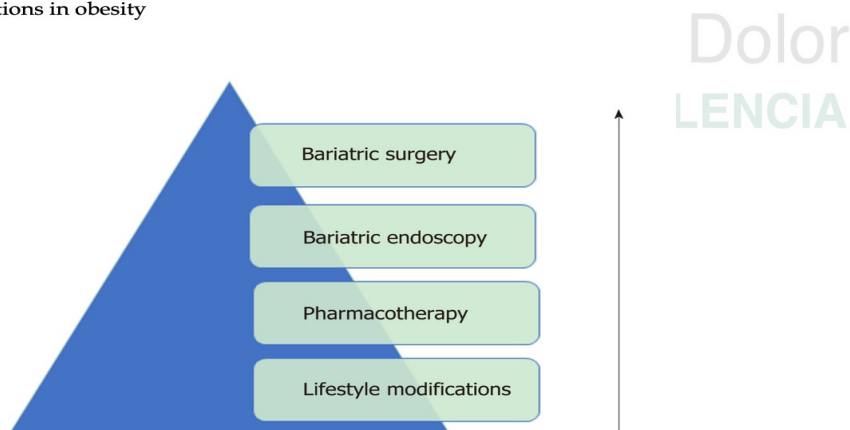 tions in obesity
Dolor
LENCIA
Bariatric surgery
Bariatric endoscopy
Pharmacotherapy
Lifestyle modifications